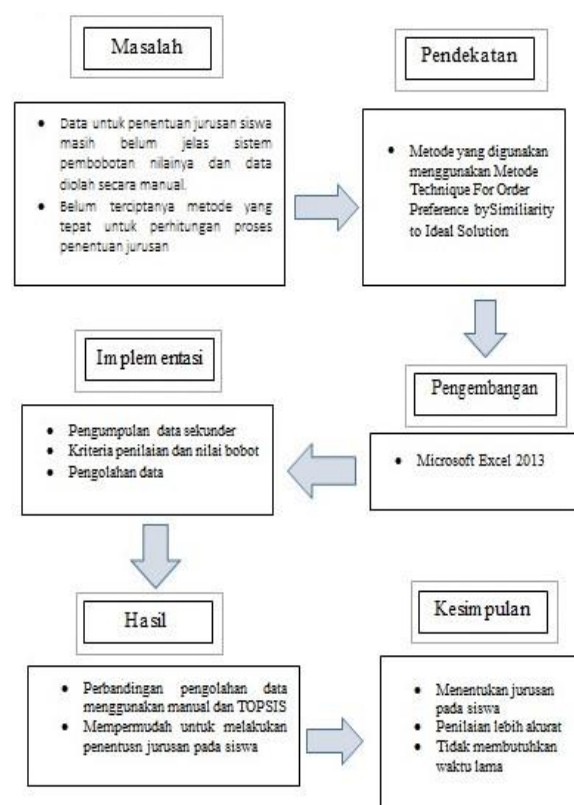 Masalah
• Data untuk penentuan jurusan siswa
masih belum jelas sistem
pembobotan nilainya dan data
diolah secara manual.
• Belum terciptanya metode yang
tepat untuk perhitungan proses
penentuan jurusan
Pendekatan
• Metode yang digunakan
menggunakan Metode
Technique For Order
Preference bySimiliarity
to Ideal Solution
Pengembangan
• Microsoft Excel 2013
Implementasi
• Pengumpulan data sekunder
• Kriteria penilaian dan nilai bobot
• Pengolahan data
Hasil
• Perbandingan pengolahan data
menggunakan manual dan TOPSIS
• Mempermudah untuk melakukan
penentusn jurusan pada siswa
Kesimpulan
• Menentukan jurusan
pada siswa
• Penilaian lebih akurat
• Tidak membutuhkan
waktu lama